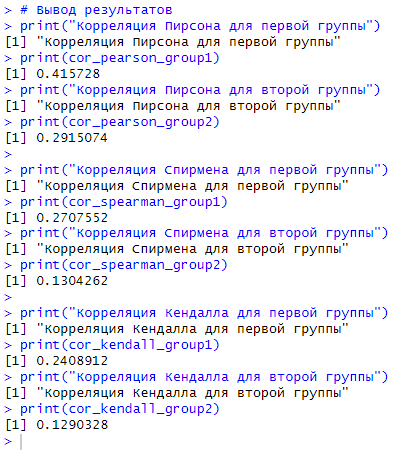 > # Вывод результатов
> print("Корреляция Пирсона для первой группы")
[1] "Корреляция Пирсона для первой группы"
> print(cor_pearson_group1)
[1] 0.415728
> print("Корреляция Пирсона для второй группы")
[1] "Корреляция Пирсона для второй группы"
> print(cor_pearson_group2)
[1] 0.2915074
>
> print("Корреляция Спирмена для первой группы")
[1] "Корреляция Спирмена для первой группы"
> print(cor_spearman_group1)
[1] 0.2707552
> print("Корреляция Спирмена для второй группы")
[1] "Корреляция Спирмена для второй группы"
> print(cor_spearman_group2)
[1] 0.1304262
>
> print("Корреляция Кендалла для первой группы")
[1] "Корреляция Кендалла для первой группы"
> print(cor_kendall_group1)
[1] 0.2408912
> print("Корреляция Кендалла для второй группы")
[1] "Корреляция Кендалла для второй группы"
> print(cor_kendall_group2)
[1] 0.1290328
>